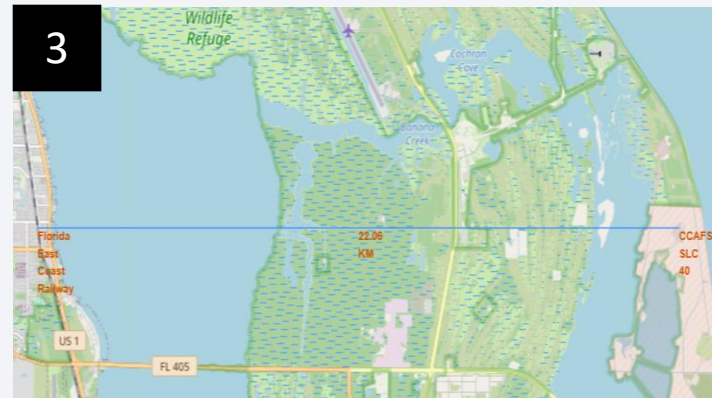 3
Wildlife
Refuge
Cochran
Cove
Banana
Creek
Florida
East
Coast
Railway
22.06
KM
CCAFS
SLC
40
US 1
FL 405